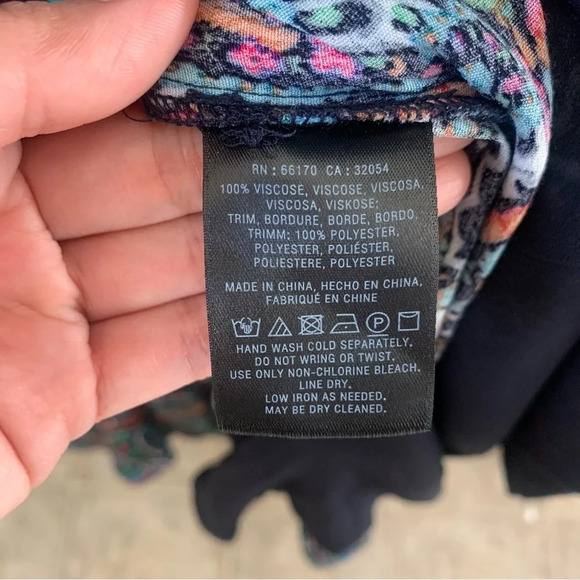 RN : 66170 CA : 32054
100% VISCOSE, VISCOSE, VISCOSA,
VISCOSA, VISKOSE;
TRIM, BORDURE, BORDE, BORDO,
TRIMM: 100% POLYESTER,
POLYESTER, POLIÉSTER,
POLIESTERE, POLYESTER
MADE IN CHINA, HECHO EN CHINA,
FABRIQUÉ EN CHINE
P
HAND WASH COLD SEPARATELY.
DO NOT WRING OR TWIST.
USE ONLY NON-CHLORINE BLEACH.
LINE DRY.
LOW IRON AS NEEDED.
MAY BE DRY CLEANED.